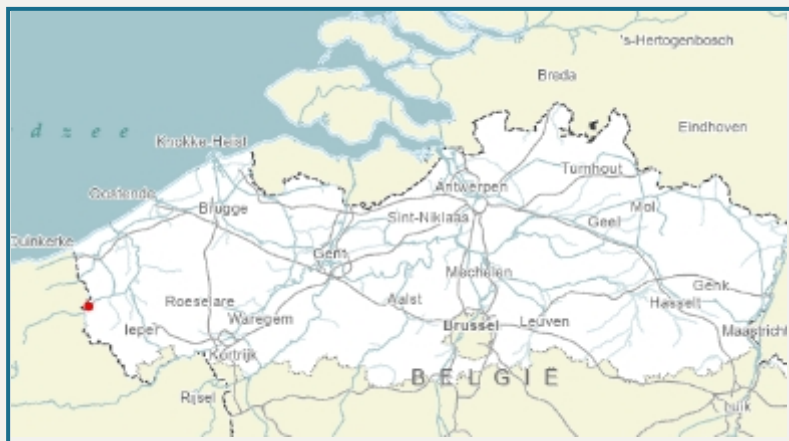 's-Hertogenbosch
Breda
d z e e
Eindhoven
Knokke-Heist
Turnhout
Oostende
Antwerpen
Brugge
Mol
Sint-Niklaas
Geel
Duinkerke
Gent
Mechelen
Genk
Roeselare
Aalst
Hasselt
Waregem
Ieper
Brussel
Leuven
Maastricht
Kortrijk
BELGIË
Rijsel
Luik